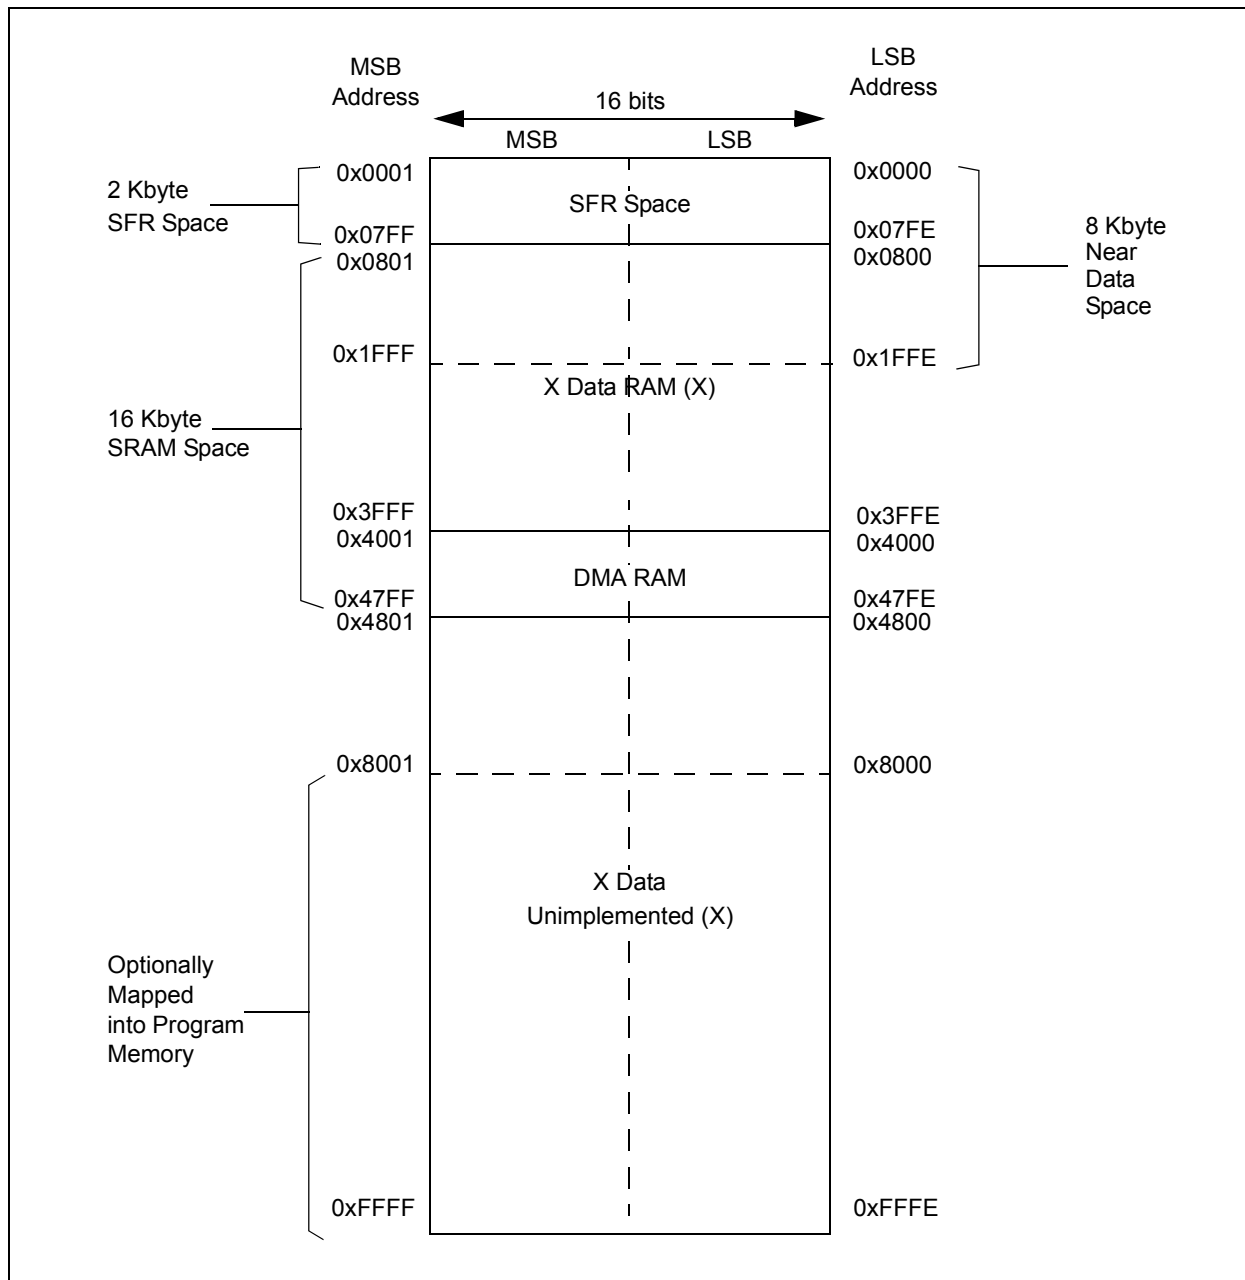 MSB
Address
LSB
Address
16 bits
MSB
LSB
2 Kbyte
SFR Space
0x0001
0x0000
SFR Space
0x07FF
0x07FE
0x0801
0x0800
8 Kbyte
Near
Data
Space
0x1FFF
0x1FFE
X Data RAM (X)
16 Kbyte
SRAM Space
0x3FFF
0x3FFE
0x4001
0x4000
DMA RAM
0x47FF
0x47FE
0x4801
0x4800
0x8001
0x8000
X Data
Unimplemented (X)
Optionally
Mapped
into Program
Memory
0xFFFF
0xFFFE